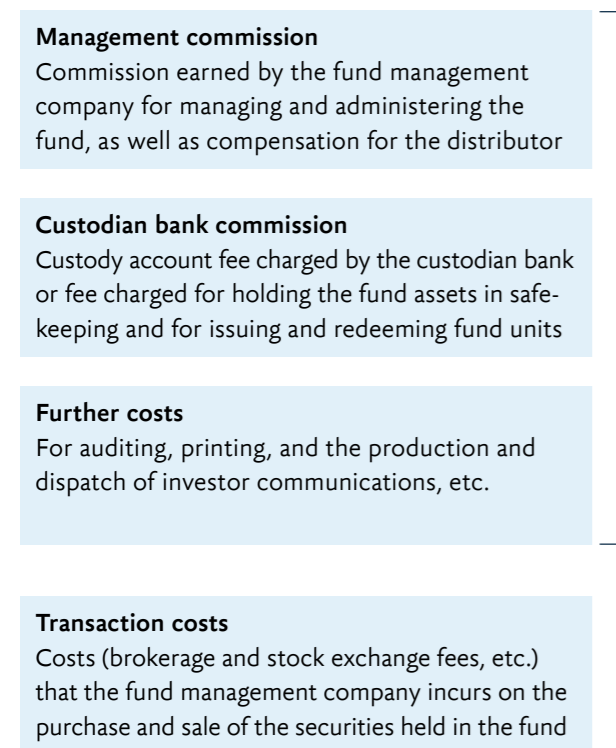 Management commission
Commission earned by the fund management
company for managing and administering the
fund, as well as compensation for the distributor
Custodian bank commission
Custody account fee charged by the custodian bank
or fee charged for holding the fund assets in safe-
keeping and for issuing and redeeming fund units
Further costs
For auditing, printing, and the production and
dispatch of investor communications, etc.
Transaction costs
Costs (brokerage and stock exchange fees, etc.)
that the fund management company incurs on the
purchase and sale of the securities held in the fund